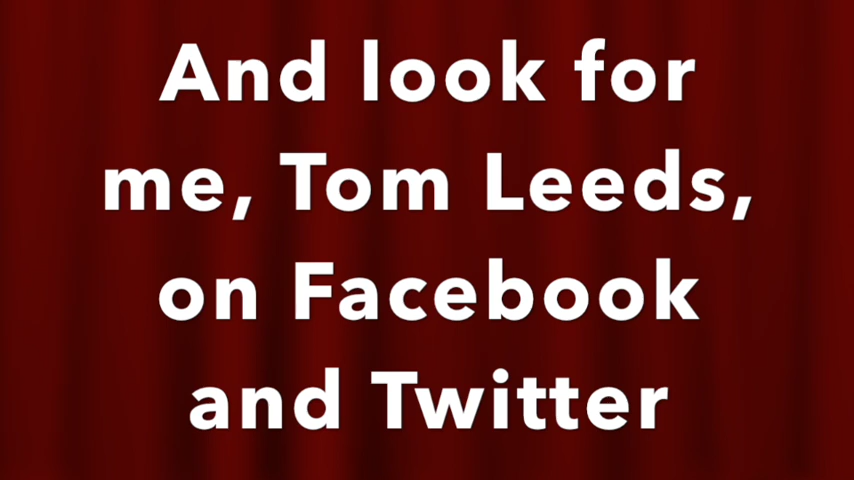 And look for
me, Tom Leeds,
on Facebook
and Twitter